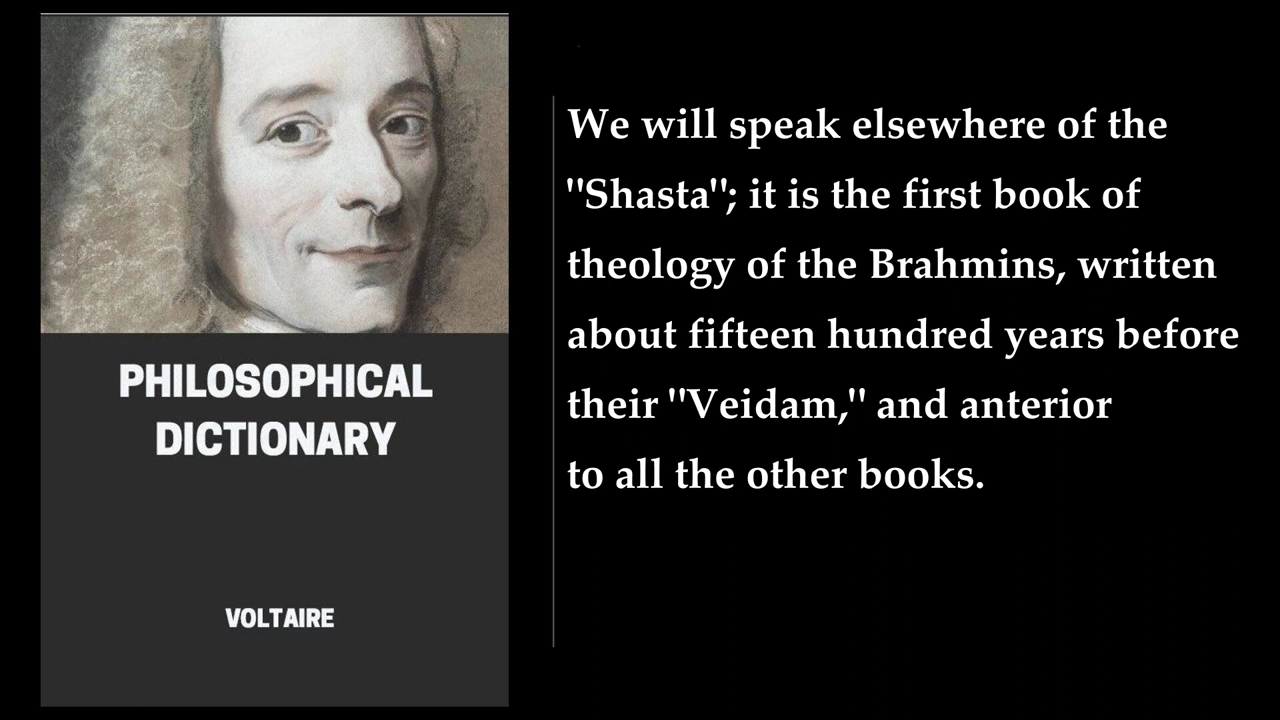 PHILOSOPHICAL
DICTIONARY
VOLTAIRE
We will speak elsewhere of the
"Shasta"; it is the first book of
theology of the Brahmins, written
about fifteen hundred years before
their "Veidam," and anterior
to all the other books.